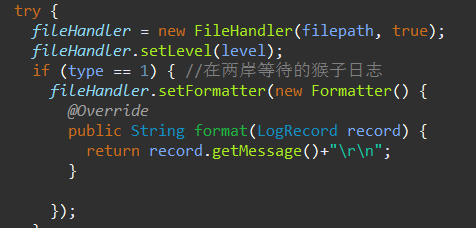 try {
fileHandler = new FileHandler(filepath, true);
fileHandler.setLevel(level);
if (type == 1) { //在两岸等待的猴子日志
fileHandler.setFormatter(new Formatter() {
@Override
public String format(LogRecord record) {
return record.getMessage()+"\r\n";
}
});